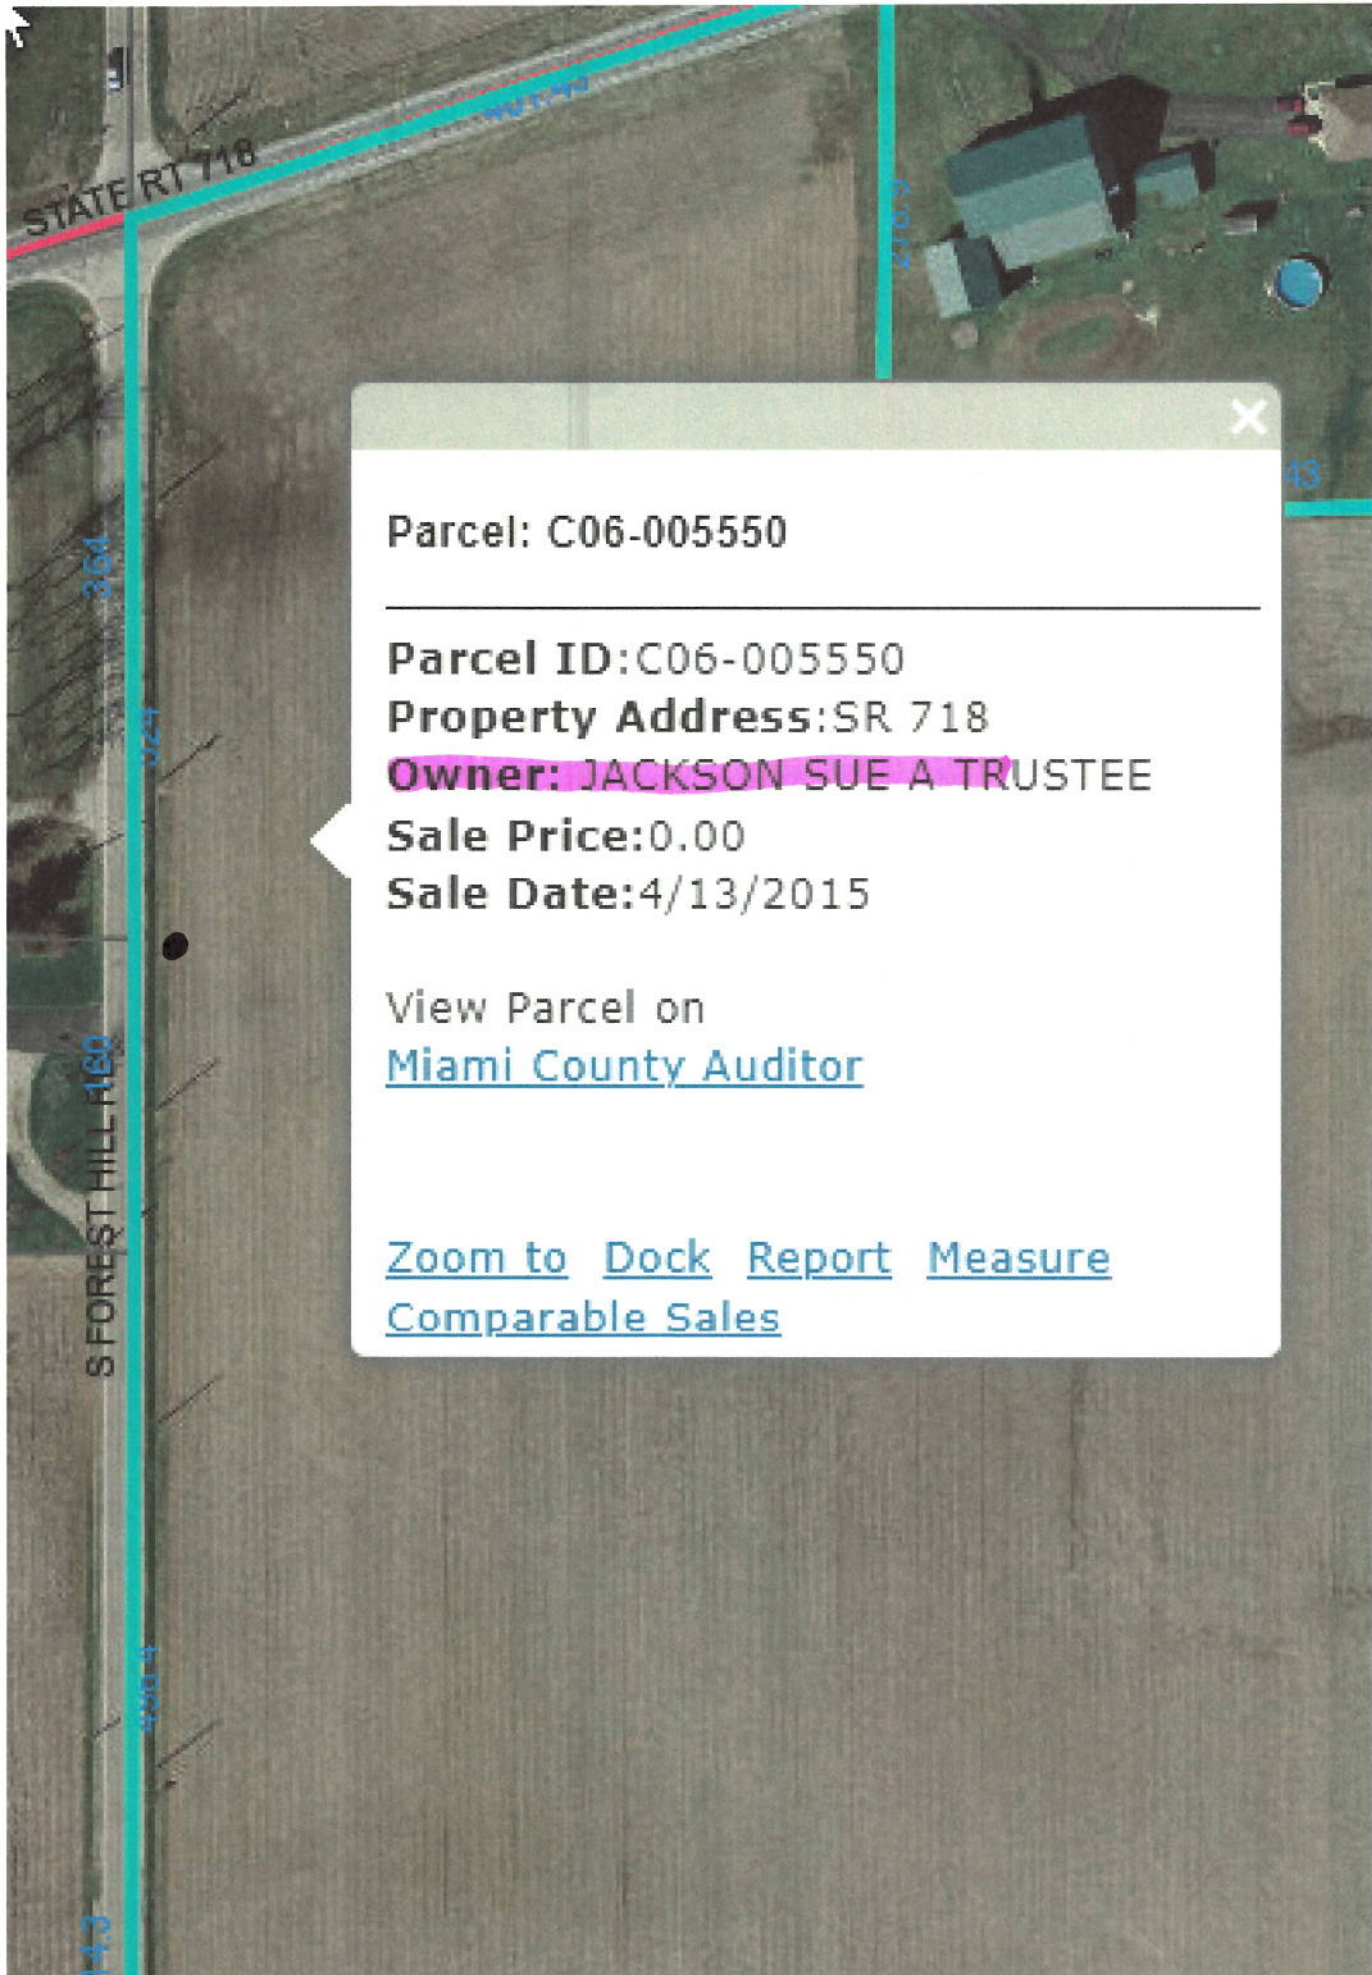 STATE RT 718
43
364
Parcel: C06-005550
Parcel ID:C06-005550
Property Address:SR 718
Owner: JACKSON SUE A TRUSTEE
Sale Price:0.00
Sale Date:4/13/2015
View Parcel on
Miami County Auditor
Zoom to Dock Report Measure
Comparable Sales
S FOREST HILL RD
160